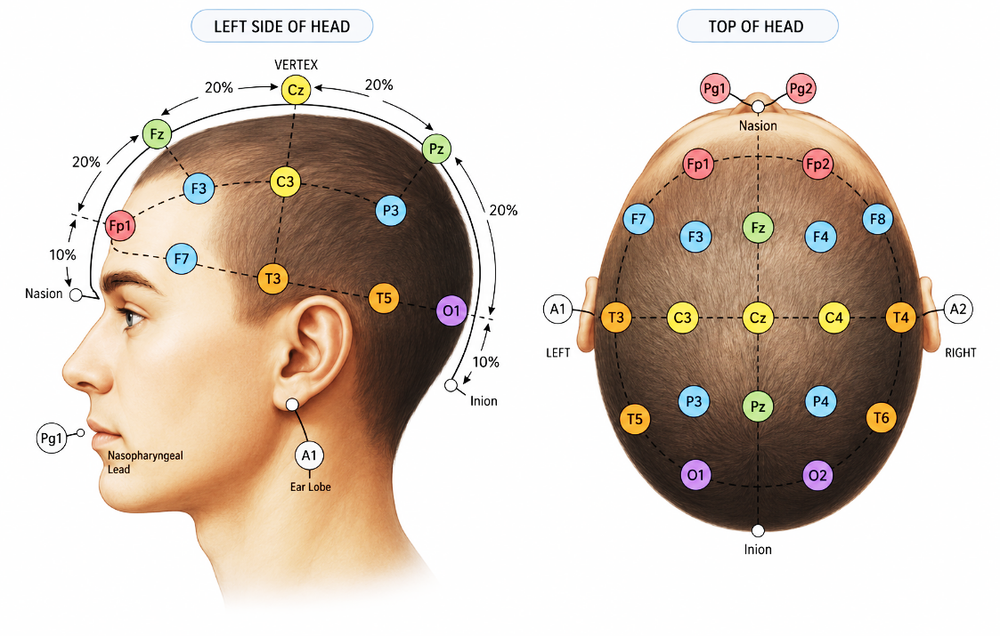 LEFT SIDE OF HEAD
VERTEX
20%
Cz
20%
Fz
Pz
20%
F3
C3
P3
20%
Fp1
10%
F7
T3
T5
O1
Nasion
10%
Inion
Pg1
Nasopharyngeal
Lead
A1
Ear Lobe
TOP OF HEAD
Pg1
Pg2
Nasion
Fp1
Fp2
F7
F8
F3
Fz
F4
A1
A2
T3
C3
Cz
C4
T4
LEFT
RIGHT
P3
Pz
P4
T5
T6
O1
O2
Inion